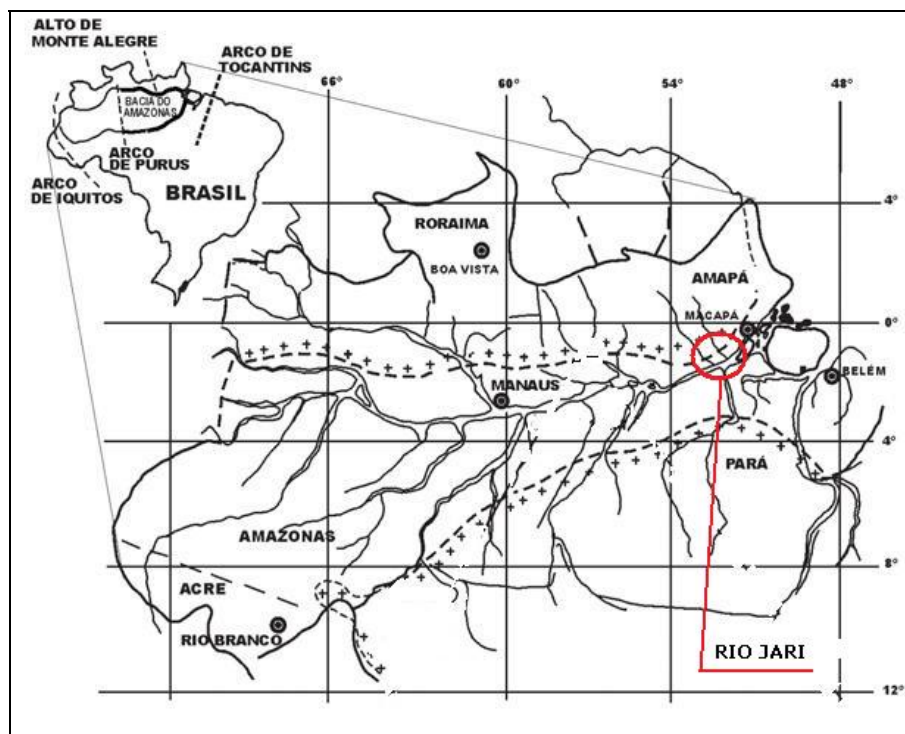 ALTO DE
MONTE ALEGRE
ARCO DE
TOCANTINS
BACIA DO
AMAZONAS
ARCO
DE PURUS
ARCO
DE IQUITOS
BRASIL
66°
60°
54°
48°
4°
RORAIMA
BOA VISTA
AMAPÁ
MACAPÁ
0°
MANAUS
BELÉM
4°
PARÁ
AMAZONAS
8°
ACRE
RIO BRANCO
RIO JARI
12°